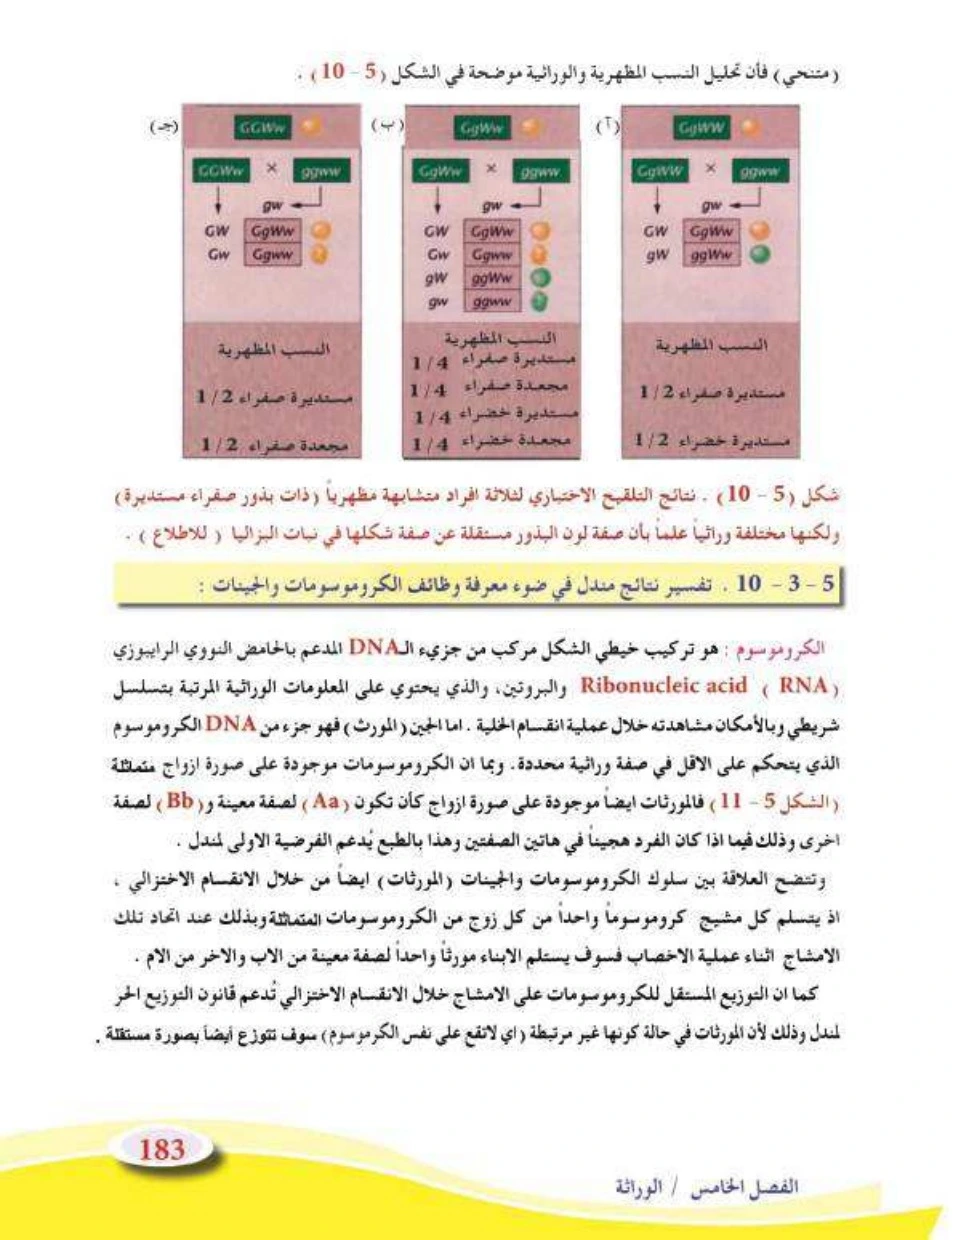 (متنحي) فأن تحليل النسب المظهرية والوراثية موضحة في الشكل (5 - 10) .
(آ)
GgWW
GgWW × ggww
gw
GW GgWw
gW ggWw
النسب المظهرية
مستديرة صفراء 1/2
مستديرة خضراء 1/2
(ب)
GgWw
GgWw × ggww
gw
GW GgWw
Gw Ggww
gW ggWw
gw ggww
النسب المظهرية
مستديرة صفراء 1/4
مجعدة صفراء 1/4
مستديرة خضراء 1/4
مجعدة خضراء 1/4
(جـ)
GGWw
GGWw × ggww
gw
GW GgWw
Gw Ggww
النسب المظهرية
مستديرة صفراء 1/2
مجعدة صفراء 1/2
شكل (5 - 10) . نتائج التلقيح الاختباري لثلاثة افراد متشابهة مظهرياً (ذات بذور صفراء مستديرة)
ولكنها مختلفة وراثياً علماً بأن صفة لون البذور مستقلة عن صفة شكلها في نبات البزاليا ( للاطلاع ) .
5 - 3 - 10 . تفسير نتائج مندل في ضوء معرفة وظائف الكروموسومات والجينات :
الكروموسوم : هو تركيب خيطي الشكل مركب من جزيء الـDNA المدعم بالحامض النووي الرايبوزي
Ribonucleic acid ( RNA) والبروتين، والذي يحتوي على المعلومات الوراثية المرتبة بتسلسل
شريطي وبالأمكان مشاهدته خلال عملية انقسام الخلية . اما الجين (المورث) فهو جزء من DNA الكروموسوم
الذي يتحكم على الاقل في صفة وراثية محددة. وبما ان الكروموسومات موجودة على صورة ازواج متماثلة
(الشكل 5 - 11) فالمورثات ايضاً موجودة على صورة ازواج كأن تكون (Aa) لصفة معينة و(Bb) لصفة
اخرى وذلك فيما اذا كان الفرد هجيناً في هاتين الصفتين وهذا بالطبع يُدعم الفرضية الاولى لمندل .
وتتضح العلاقة بين سلوك الكروموسومات والجينات (المورثات) ايضاً من خلال الانقسام الاختزالي ،
اذ يتسلم كل مشيج كروموسوماً واحداً من كل زوج من الكروموسومات المتماثلة وبذلك عند اتحاد تلك
الامشاج اثناء عملية الاخصاب فسوف يستلم الابناء مورثاً واحداً لصفة معينة من الاب والاخر من الام .
كما ان التوزيع المستقل للكروموسومات على الامشاج خلال الانقسام الاختزالي تُدعم قانون التوزيع الحر
لمندل وذلك لأن المورثات في حالة كونها غير مرتبطة (اي لاتقع على نفس الكرموسوم) سوف تتوزع أيضاً بصورة مستقلة .
183
الفصل الخامس / الوراثة